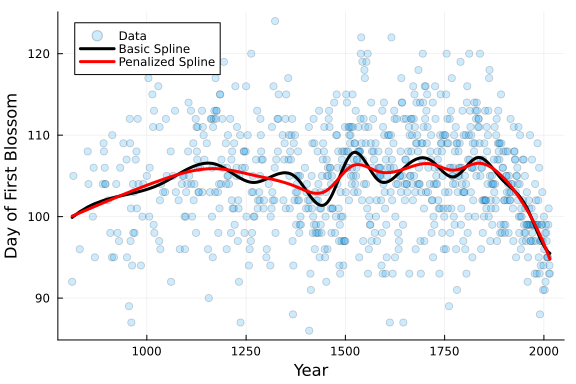 Data
Basic Spline
Penalized Spline
120
110
100
90
Day of First Blossom
1000
1250
1500
1750
2000
Year